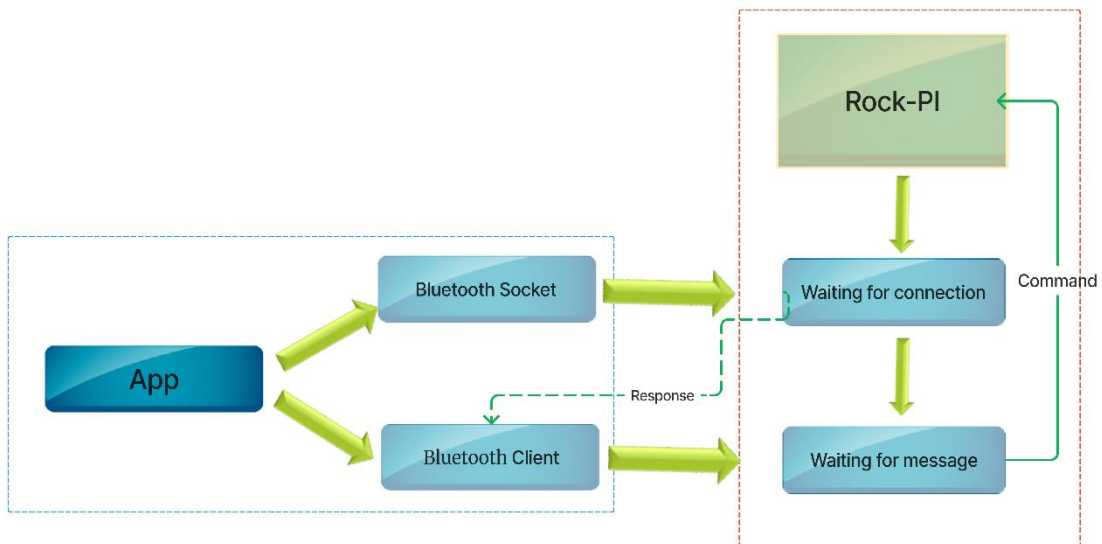 Rock-PI
Bluetooth Socket
Waiting for connection
Command
App
Response
Bluetooth Client
Waiting for message